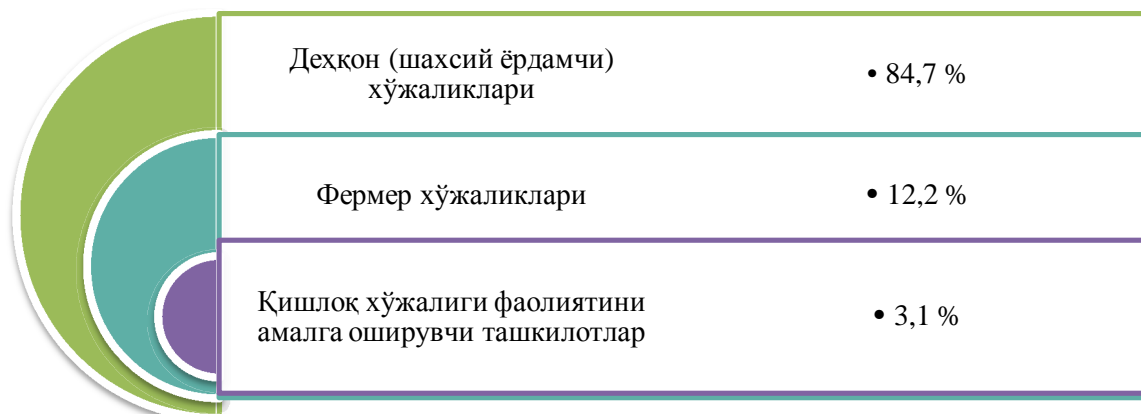 Деҳқон (шахсий ёрдамчи)
хўжаликлари
• 84,7 %
Фермер хўжаликлари
• 12,2 %
Қишлоқ хўжалиги фаолиятини
амалга оширувчи ташкилотлар
• 3,1 %